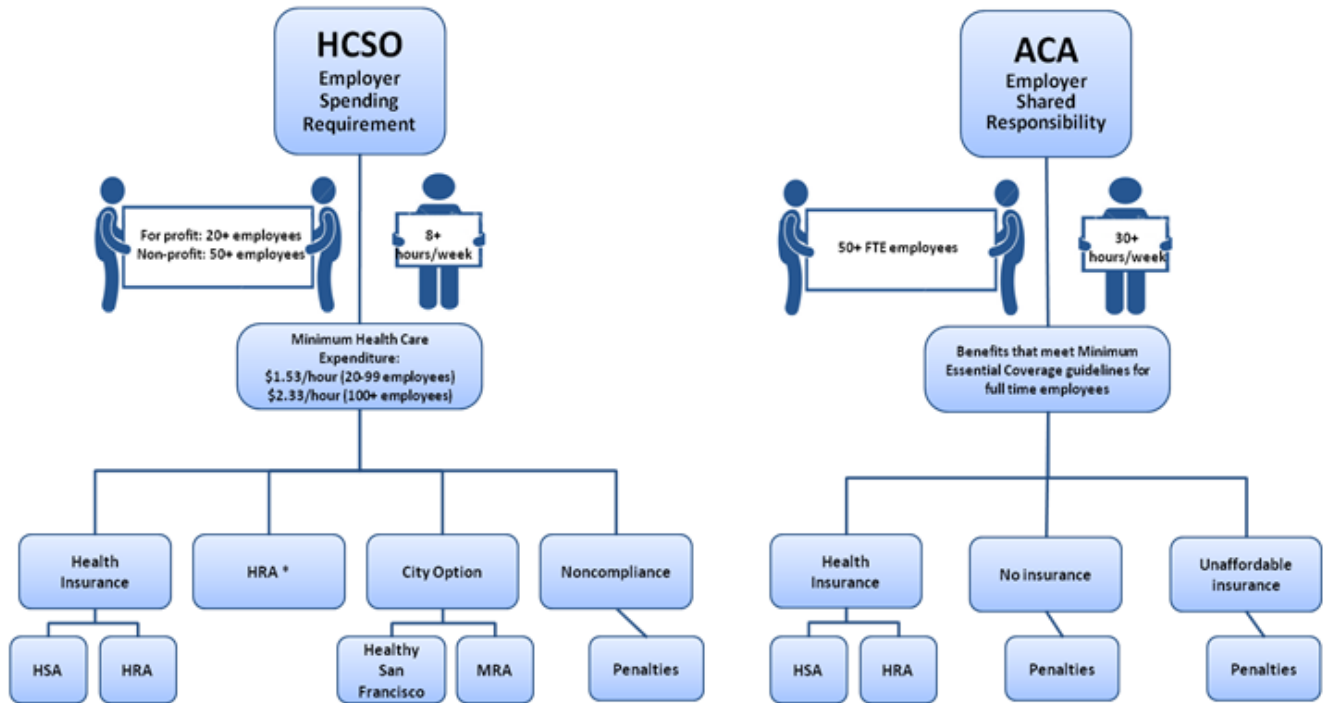 HCSO
Employer
Spending
Requirement
For profit: 20+ employees
Non-profit: 50+ employees
8+
hours/week
Minimum Health Care
Expenditure:
$1.53/hour (20-99 employees)
$2.33/hour (100+ employees)
Health
Insurance
HRA *
City Option
Noncompliance
HSA
HRA
Healthy
San
Francisco
MRA
Penalties
ACA
Employer
Shared
Responsibility
50+ FTE employees
30+
hours/week
Benefits that meet Minimum
Essential Coverage guidelines for
full time employees
Health
Insurance
No insurance
Unaffordable
insurance
HSA
HRA
Penalties
Penalties